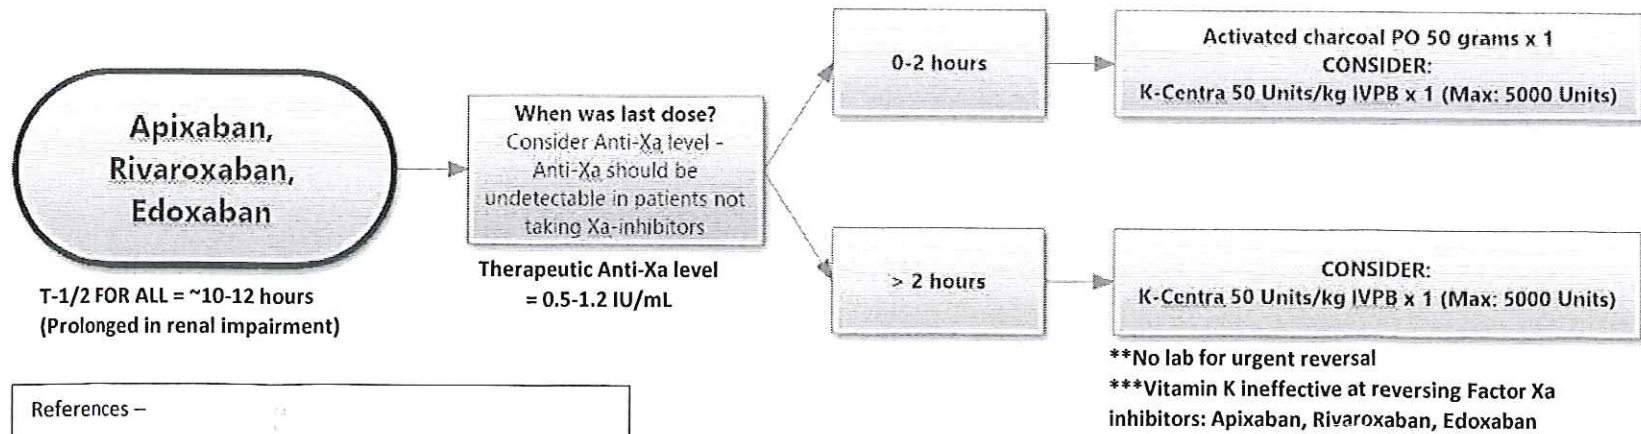 Apixaban,
Rivaroxaban,
Edoxaban
T-1/2 FOR ALL = ~10-12 hours
(Prolonged in renal impairment)
When was last dose?
Consider Anti-Xa level –
Anti-Xa should be
undetectable in patients not
taking Xa-inhibitors
Therapeutic Anti-Xa level
= 0.5-1.2 IU/mL
0-2 hours
Activated charcoal PO 50 grams x 1
CONSIDER:
K-Centra 50 Units/kg IVPB x 1 (Max: 5000 Units)
> 2 hours
CONSIDER:
K-Centra 50 Units/kg IVPB x 1 (Max: 5000 Units)
**No lab for urgent reversal
***Vitamin K ineffective at reversing Factor Xa
inhibitors: Apixaban, Rivaroxaban, Edoxaban
References –